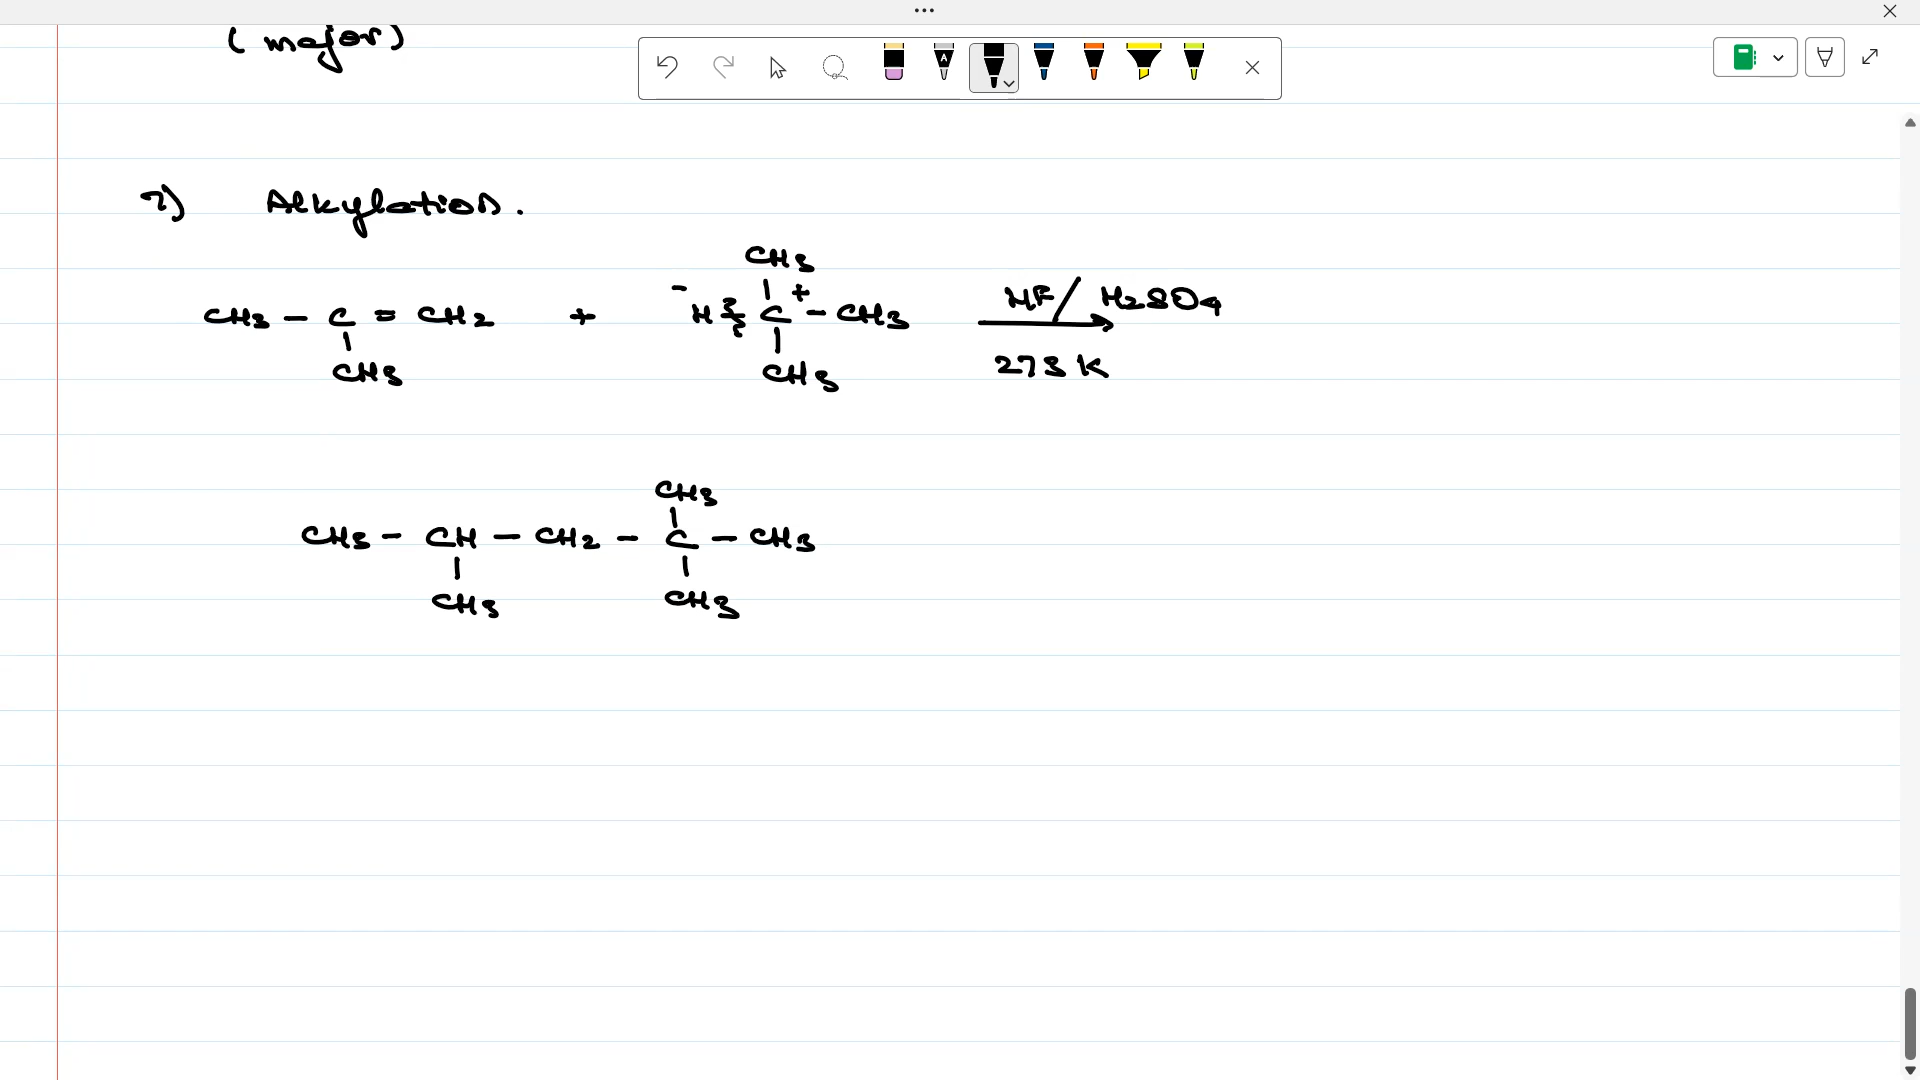 (major)
7) Alkylation.
CH3
- | +
CH3 - C = CH2 + H C - CH3 HF/ H2SO4
| |
CH3 CH3 273 K
CH3
|
CH3 - CH - CH2 - C - CH3
| |
CH3 CH3